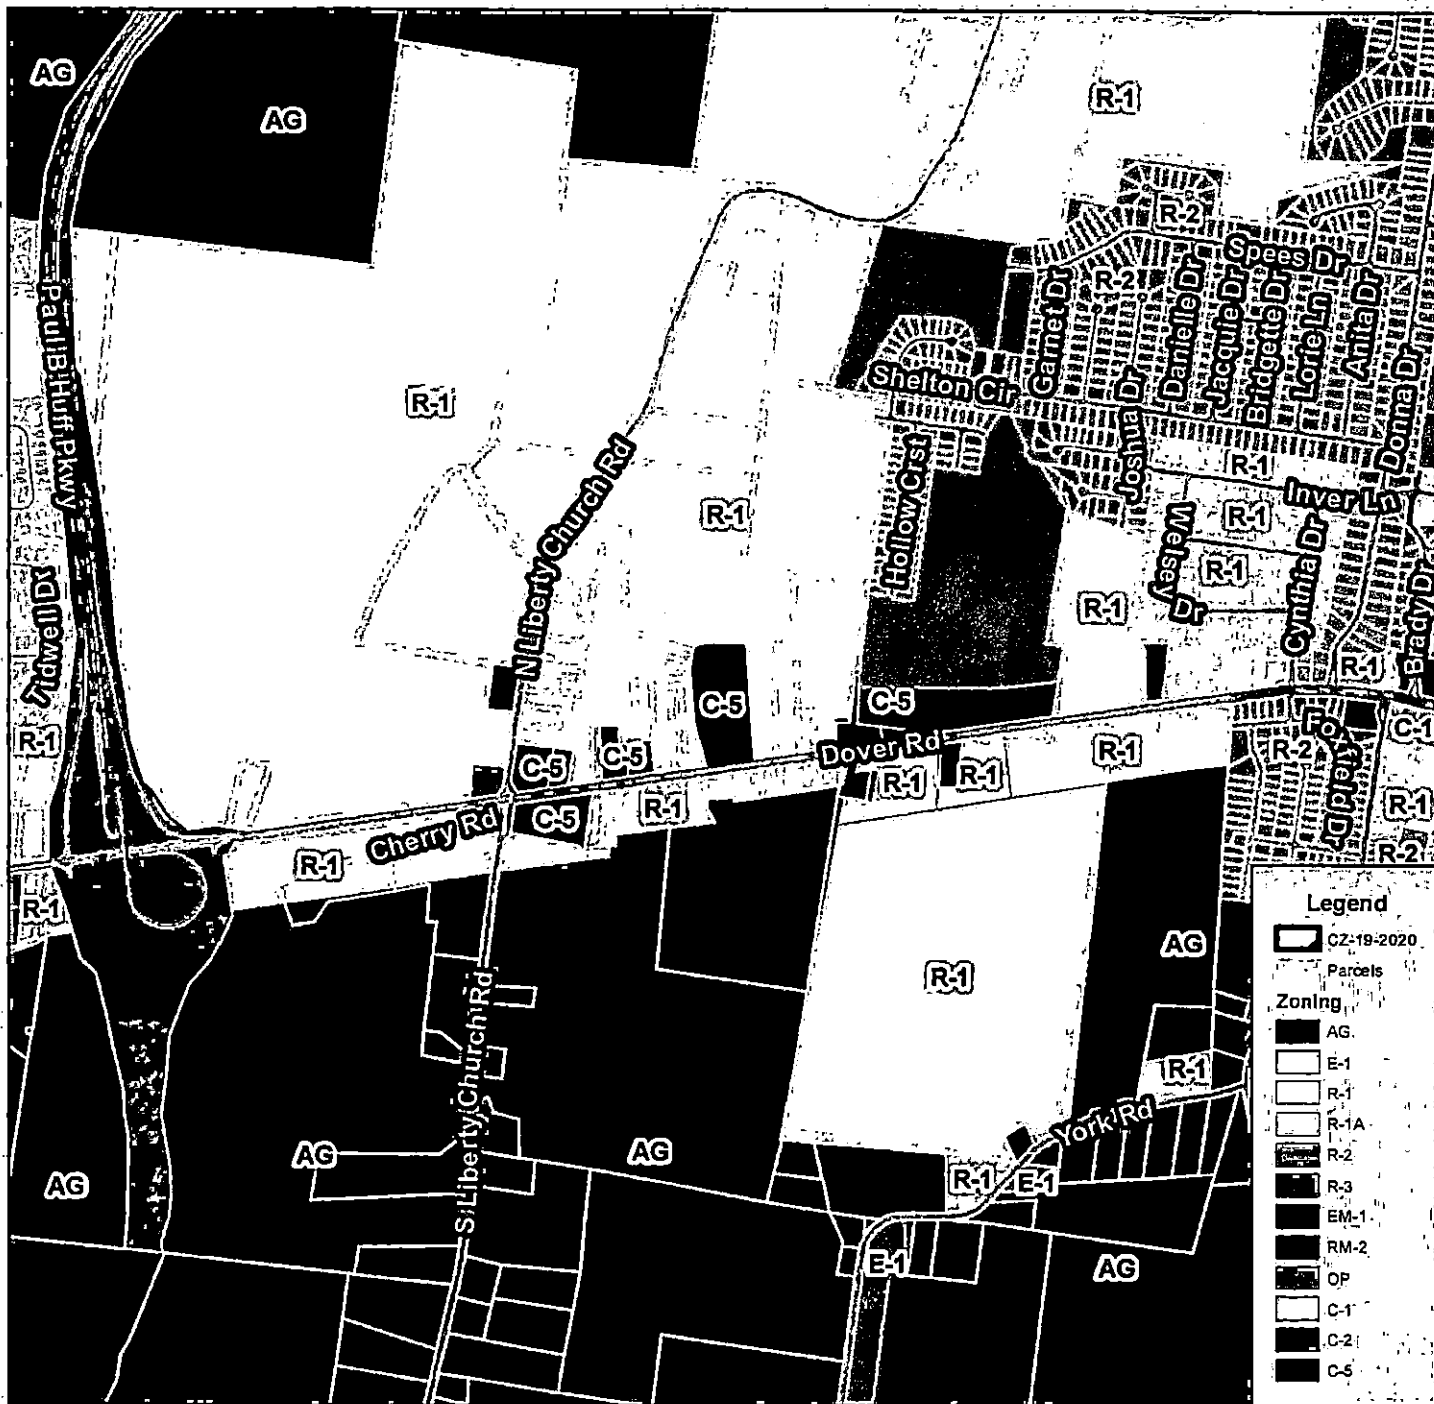 AG
AG
R-1
R-2
Spees Dr
R-2
Garnet Dr
Danielle Dr
Jacquie Dr
Bridgette Dr
Lorie Ln
Anita Dr
Donna Dr
Paul B Huff Pkwy
Shelton Cir
R-1
Joshua Dr
N Liberty Church Rd
R-1
Hollow Crst
R-1
Inver Ln
R-1
Welsey Dr
R-1
Cynthia Dr
Brady Dr
R-1
Tidwell Dr
R-1
C-5
C-5
R-1
Dover Rd
R-1
R-2
C-1
C-5
C-5
R-1
R-1
R-1
C-5
R-1
Cherry Rd
R-1
R-2
R-1
AG
R-1
S Liberty Church Rd
R-1
York Rd
AG
AG
AG
R-1
E-1
E-1
AG
Legend
CZ-19-2020
Parcels
Zoning
AG
E-1
R-1
R-1A
R-2
R-3
EM-1
RM-2
OP
C-1
C-2
C-5